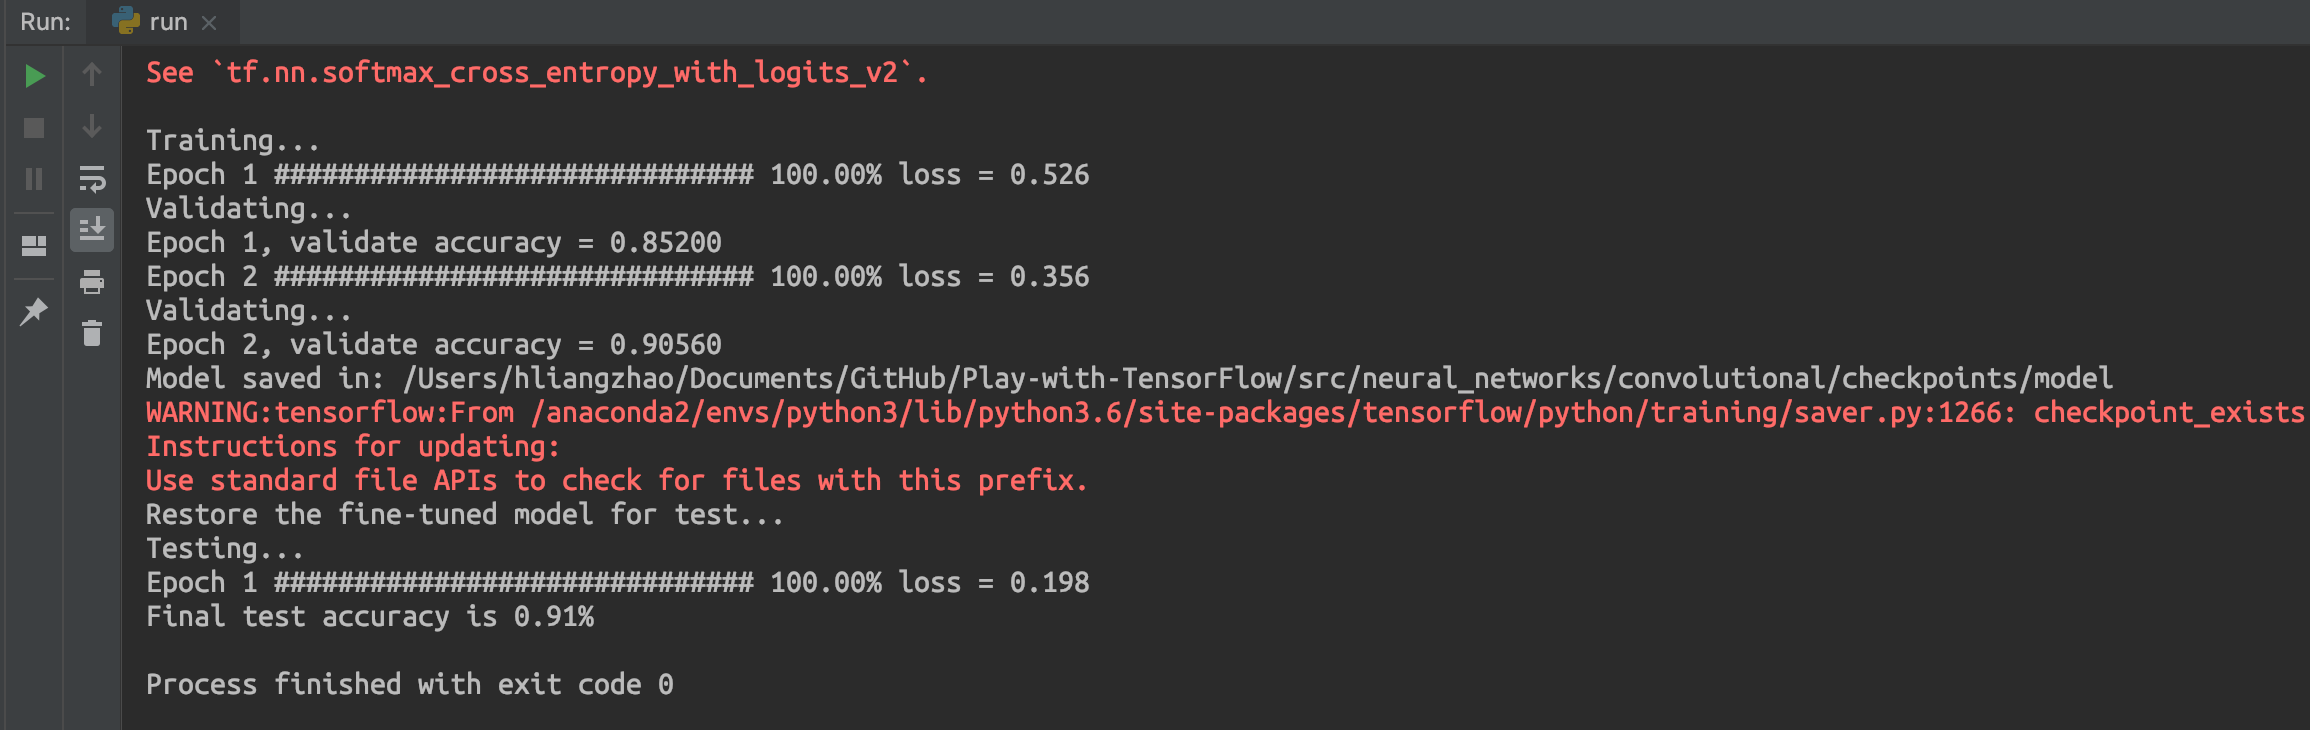 Run: run
See `tf.nn.softmax_cross_entropy_with_logits_v2`.
Training...
Epoch 1 ############################## 100.00% loss = 0.526
Validating...
Epoch 1, validate accuracy = 0.85200
Epoch 2 ############################## 100.00% loss = 0.356
Validating...
Epoch 2, validate accuracy = 0.90560
Model saved in: /Users/hliangzhao/Documents/GitHub/Play-with-TensorFlow/src/neural_networks/convolutional/checkpoints/model
WARNING:tensorflow:From /anaconda2/envs/python3/lib/python3.6/site-packages/tensorflow/python/training/saver.py:1266: checkpoint_exists
Instructions for updating:
Use standard file APIs to check for files with this prefix.
Restore the fine-tuned model for test...
Testing...
Epoch 1 ############################## 100.00% loss = 0.198
Final test accuracy is 0.91%
Process finished with exit code 0